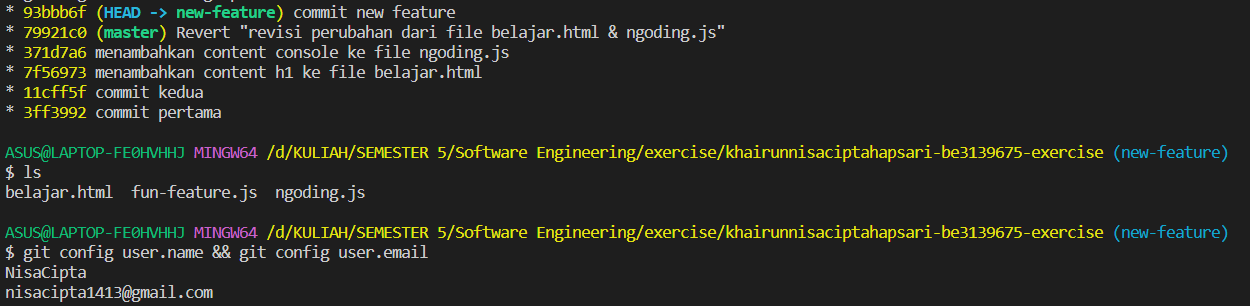 * 93bbb6f (HEAD -> new-feature) commit new feature
* 79921c0 (master) Revert "revisi perubahan dari file belajar.html & ngoding.js"
* 371d7a6 menambahkan content console ke file ngoding.js
* 7f56973 menambahkan content h1 ke file belajar.html
* 11cff5f commit kedua
* 3ff3992 commit pertama
ASUS@LAPTOP-FE0HVHHJ MINGW64 /d/KULIAH/SEMESTER 5/Software Engineering/exercise/khairunnisaciptahapsari-be3139675-exercise (new-feature)
$ ls
belajar.html  fun-feature.js  ngoding.js
ASUS@LAPTOP-FE0HVHHJ MINGW64 /d/KULIAH/SEMESTER 5/Software Engineering/exercise/khairunnisaciptahapsari-be3139675-exercise (new-feature)
$ git config user.name && git config user.email
NisaCipta
nisacipta1413@gmail.com